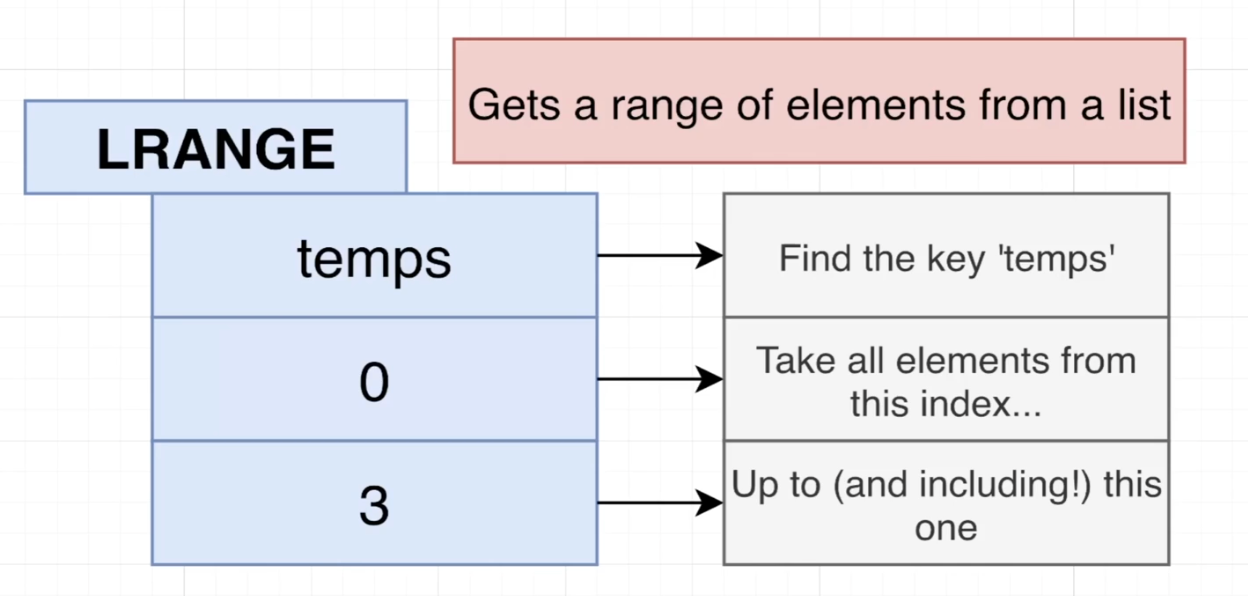 Gets a range of elements from a list
LRANGE
temps
Find the key 'temps'
0
Take all elements from
this index...
3
Up to (and including!) this
one